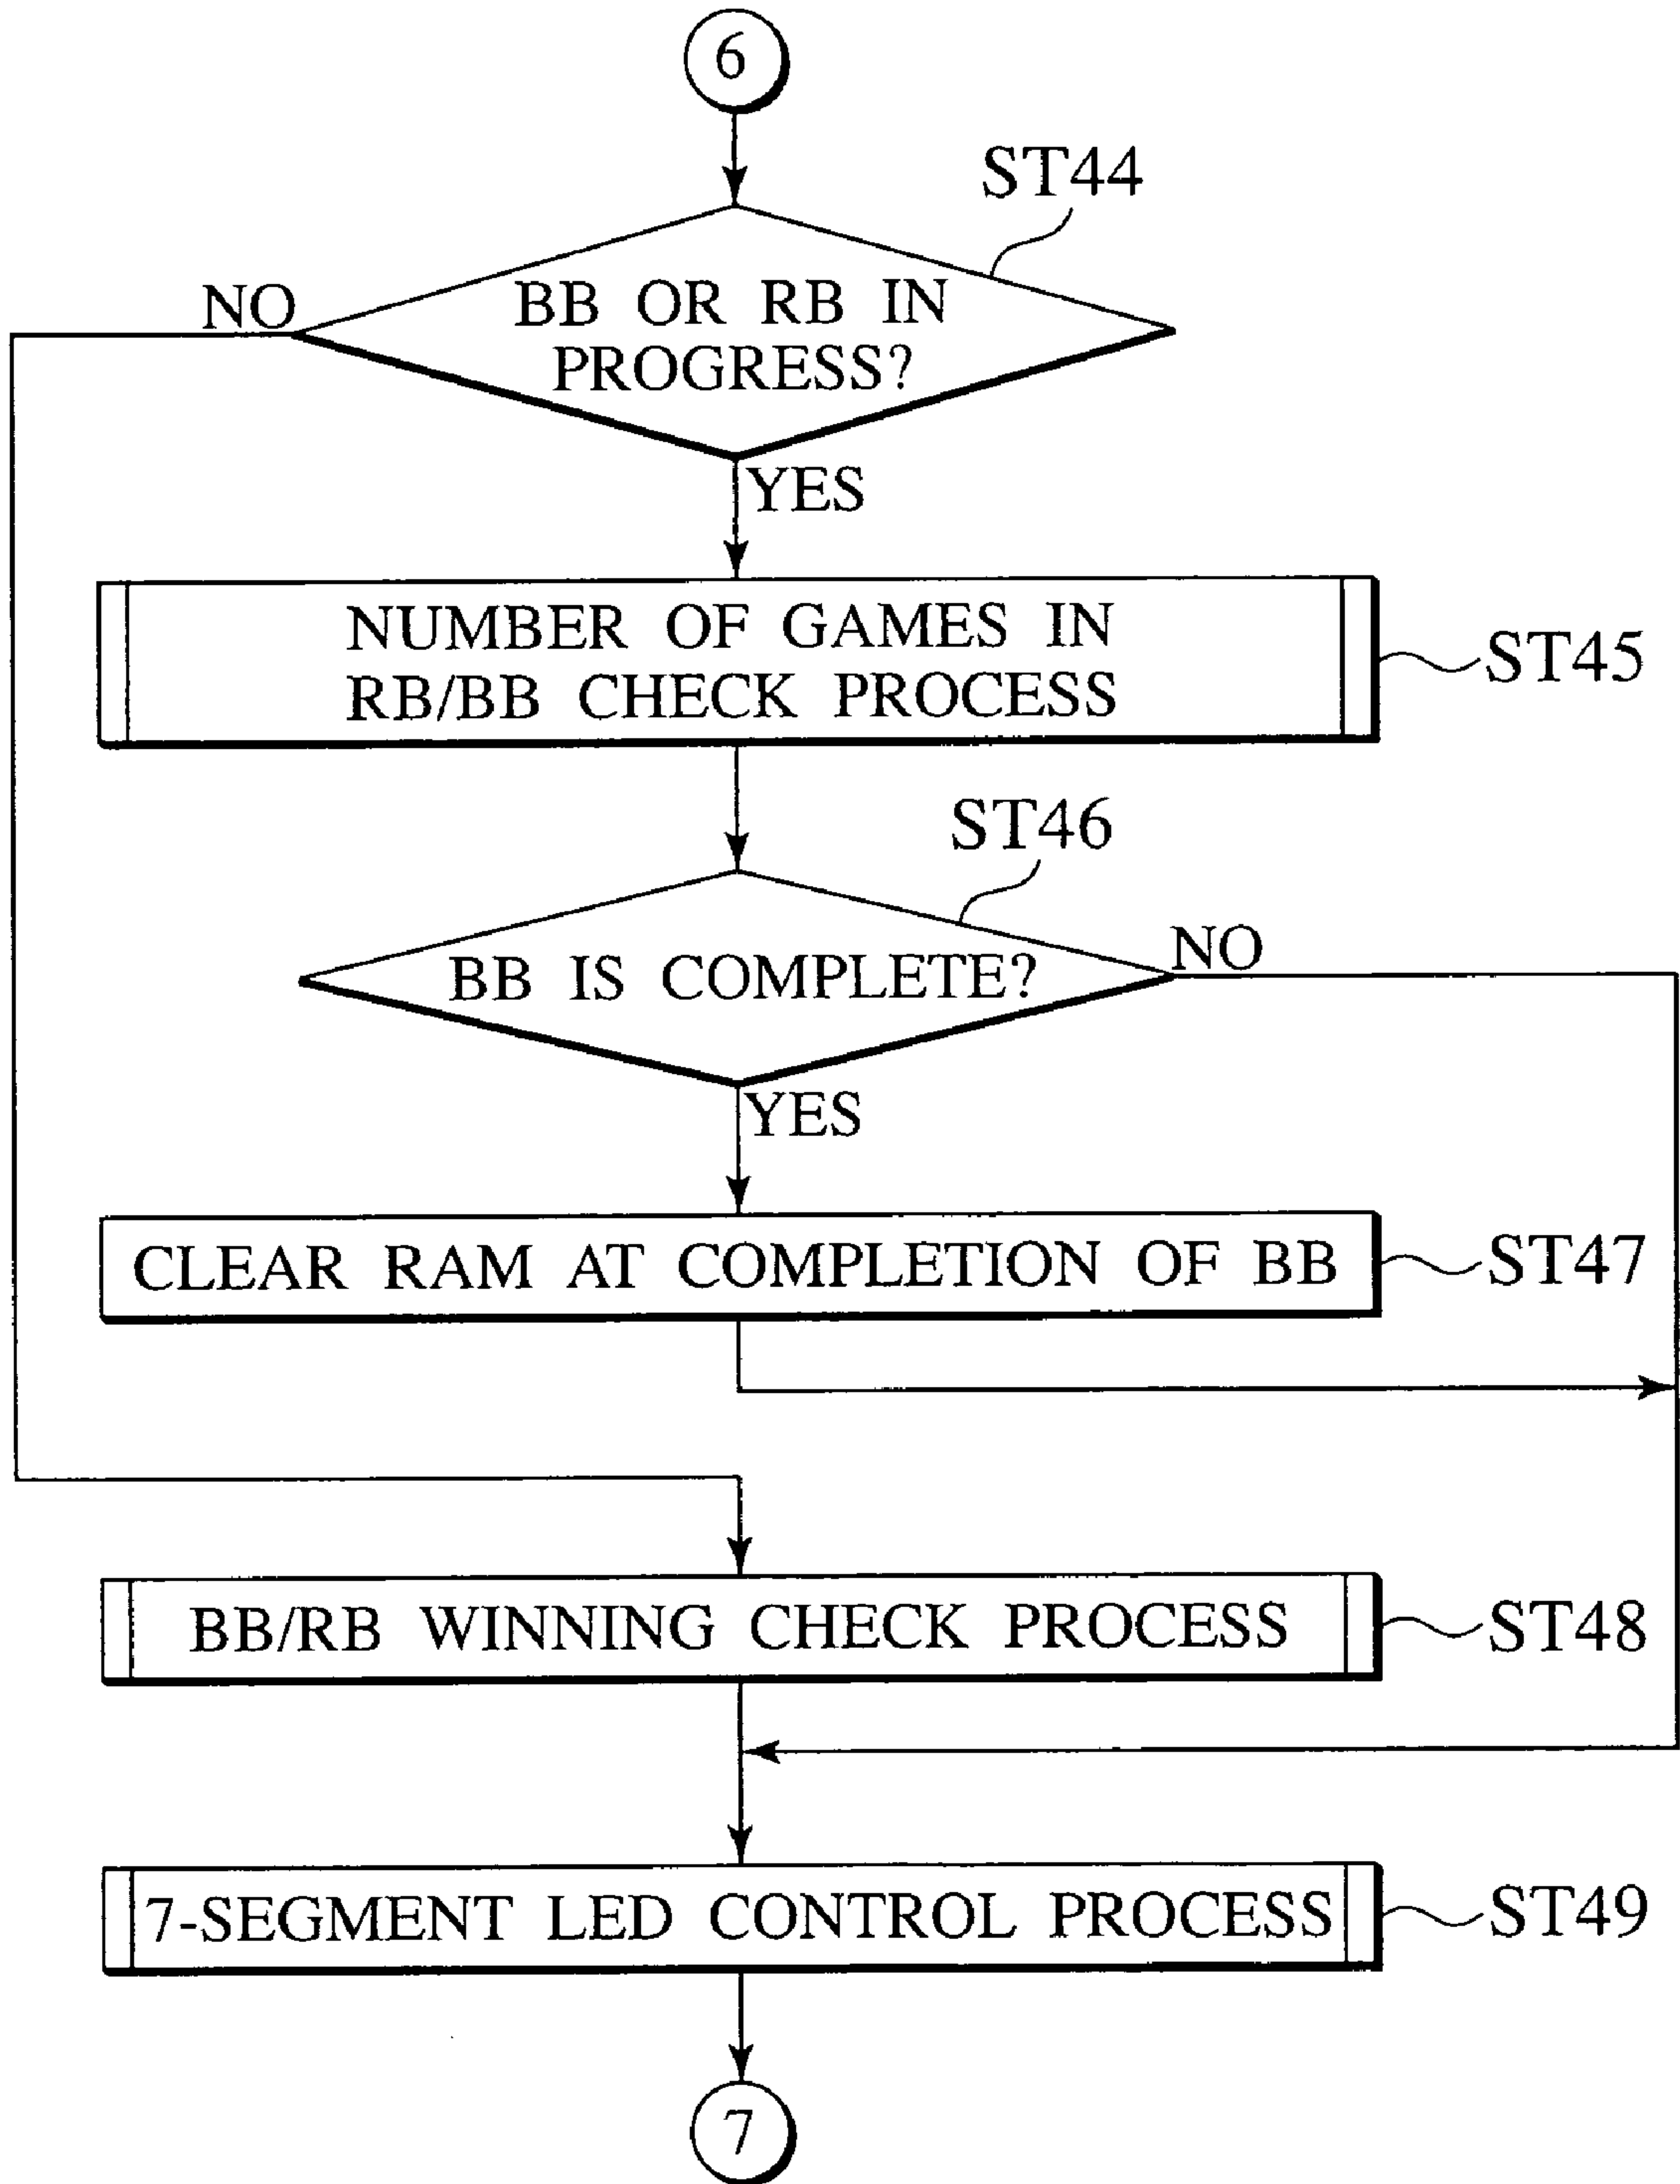 6
ST44
NO
BB OR RB IN
PROGRESS?
YES
NUMBER OF GAMES IN
RB/BB CHECK PROCESS
ST45
ST46
NO
BB IS COMPLETE?
YES
CLEAR RAM AT COMPLETION OF BB
ST47
BB/RB WINNING CHECK PROCESS
ST48
7-SEGMENT LED CONTROL PROCESS
ST49
7